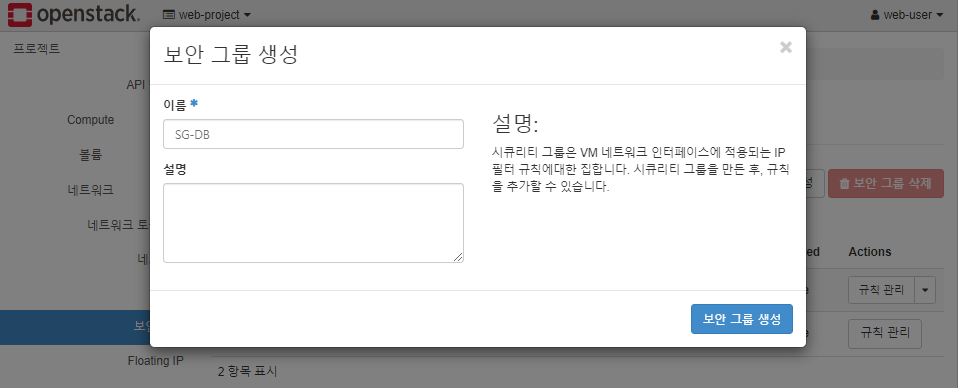 openstack. web-project web-user
프로젝트
API
Compute
볼륨
네트워크
네트워크 토
네
보안
Floating IP
보안 그룹 생성
×
이름 *
SG-DB
설명
설명:
시큐리티 그룹은 VM 네트워크 인터페이스에 적용되는 IP
필터 규칙에대한 집합니다. 시큐리티 그룹을 만든 후, 규칙
을 추가할 수 있습니다.
보안 그룹 생성
성 보안 그룹 삭제
ed Actions
e 규칙 관리
e 규칙 관리
2 항목 표시